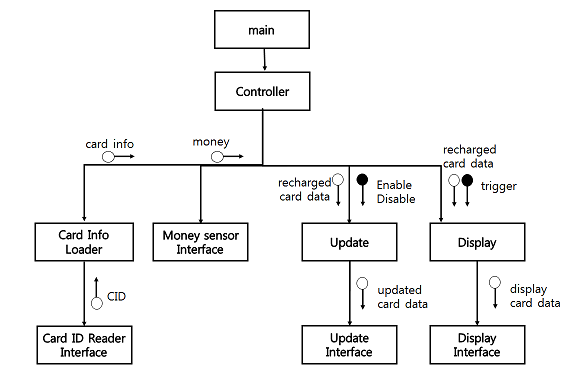 main
Controller
card info
money
recharged
card data
Enable
Disable
recharged
card data
trigger
Card Info
Loader
Money sensor
Interface
Update
Display
CID
updated
card data
display
card data
Card ID Reader
Interface
Update
Interface
Display
Interface